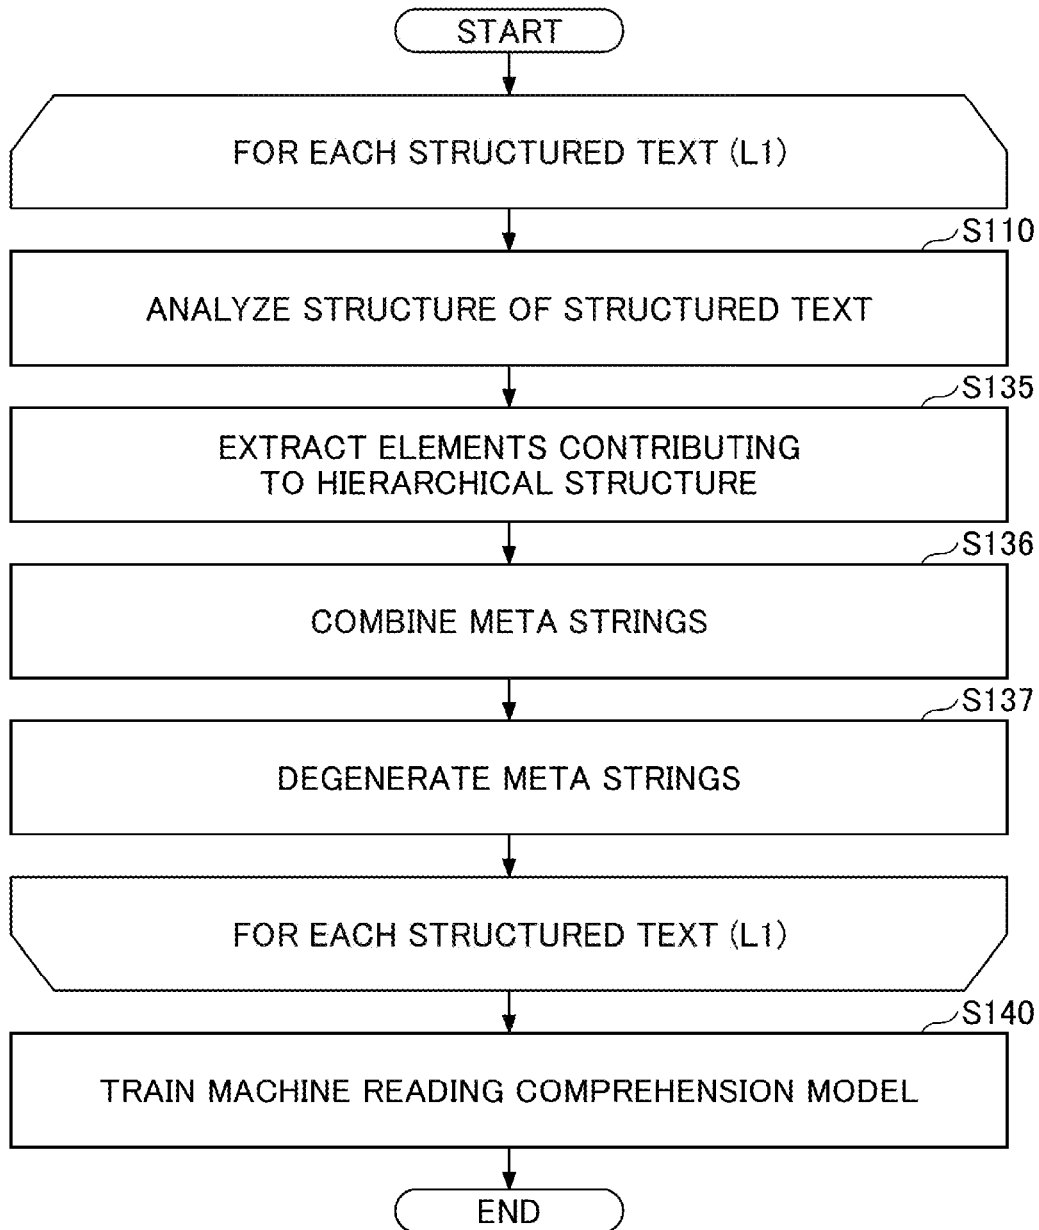 START
FOR EACH STRUCTURED TEXT (L1)
S110
ANALYZE STRUCTURE OF STRUCTURED TEXT
S135
EXTRACT ELEMENTS CONTRIBUTING
TO HIERARCHICAL STRUCTURE
S136
COMBINE META STRINGS
S137
DEGENERATE META STRINGS
FOR EACH STRUCTURED TEXT (L1)
S140
TRAIN MACHINE READING COMPREHENSION MODEL
END